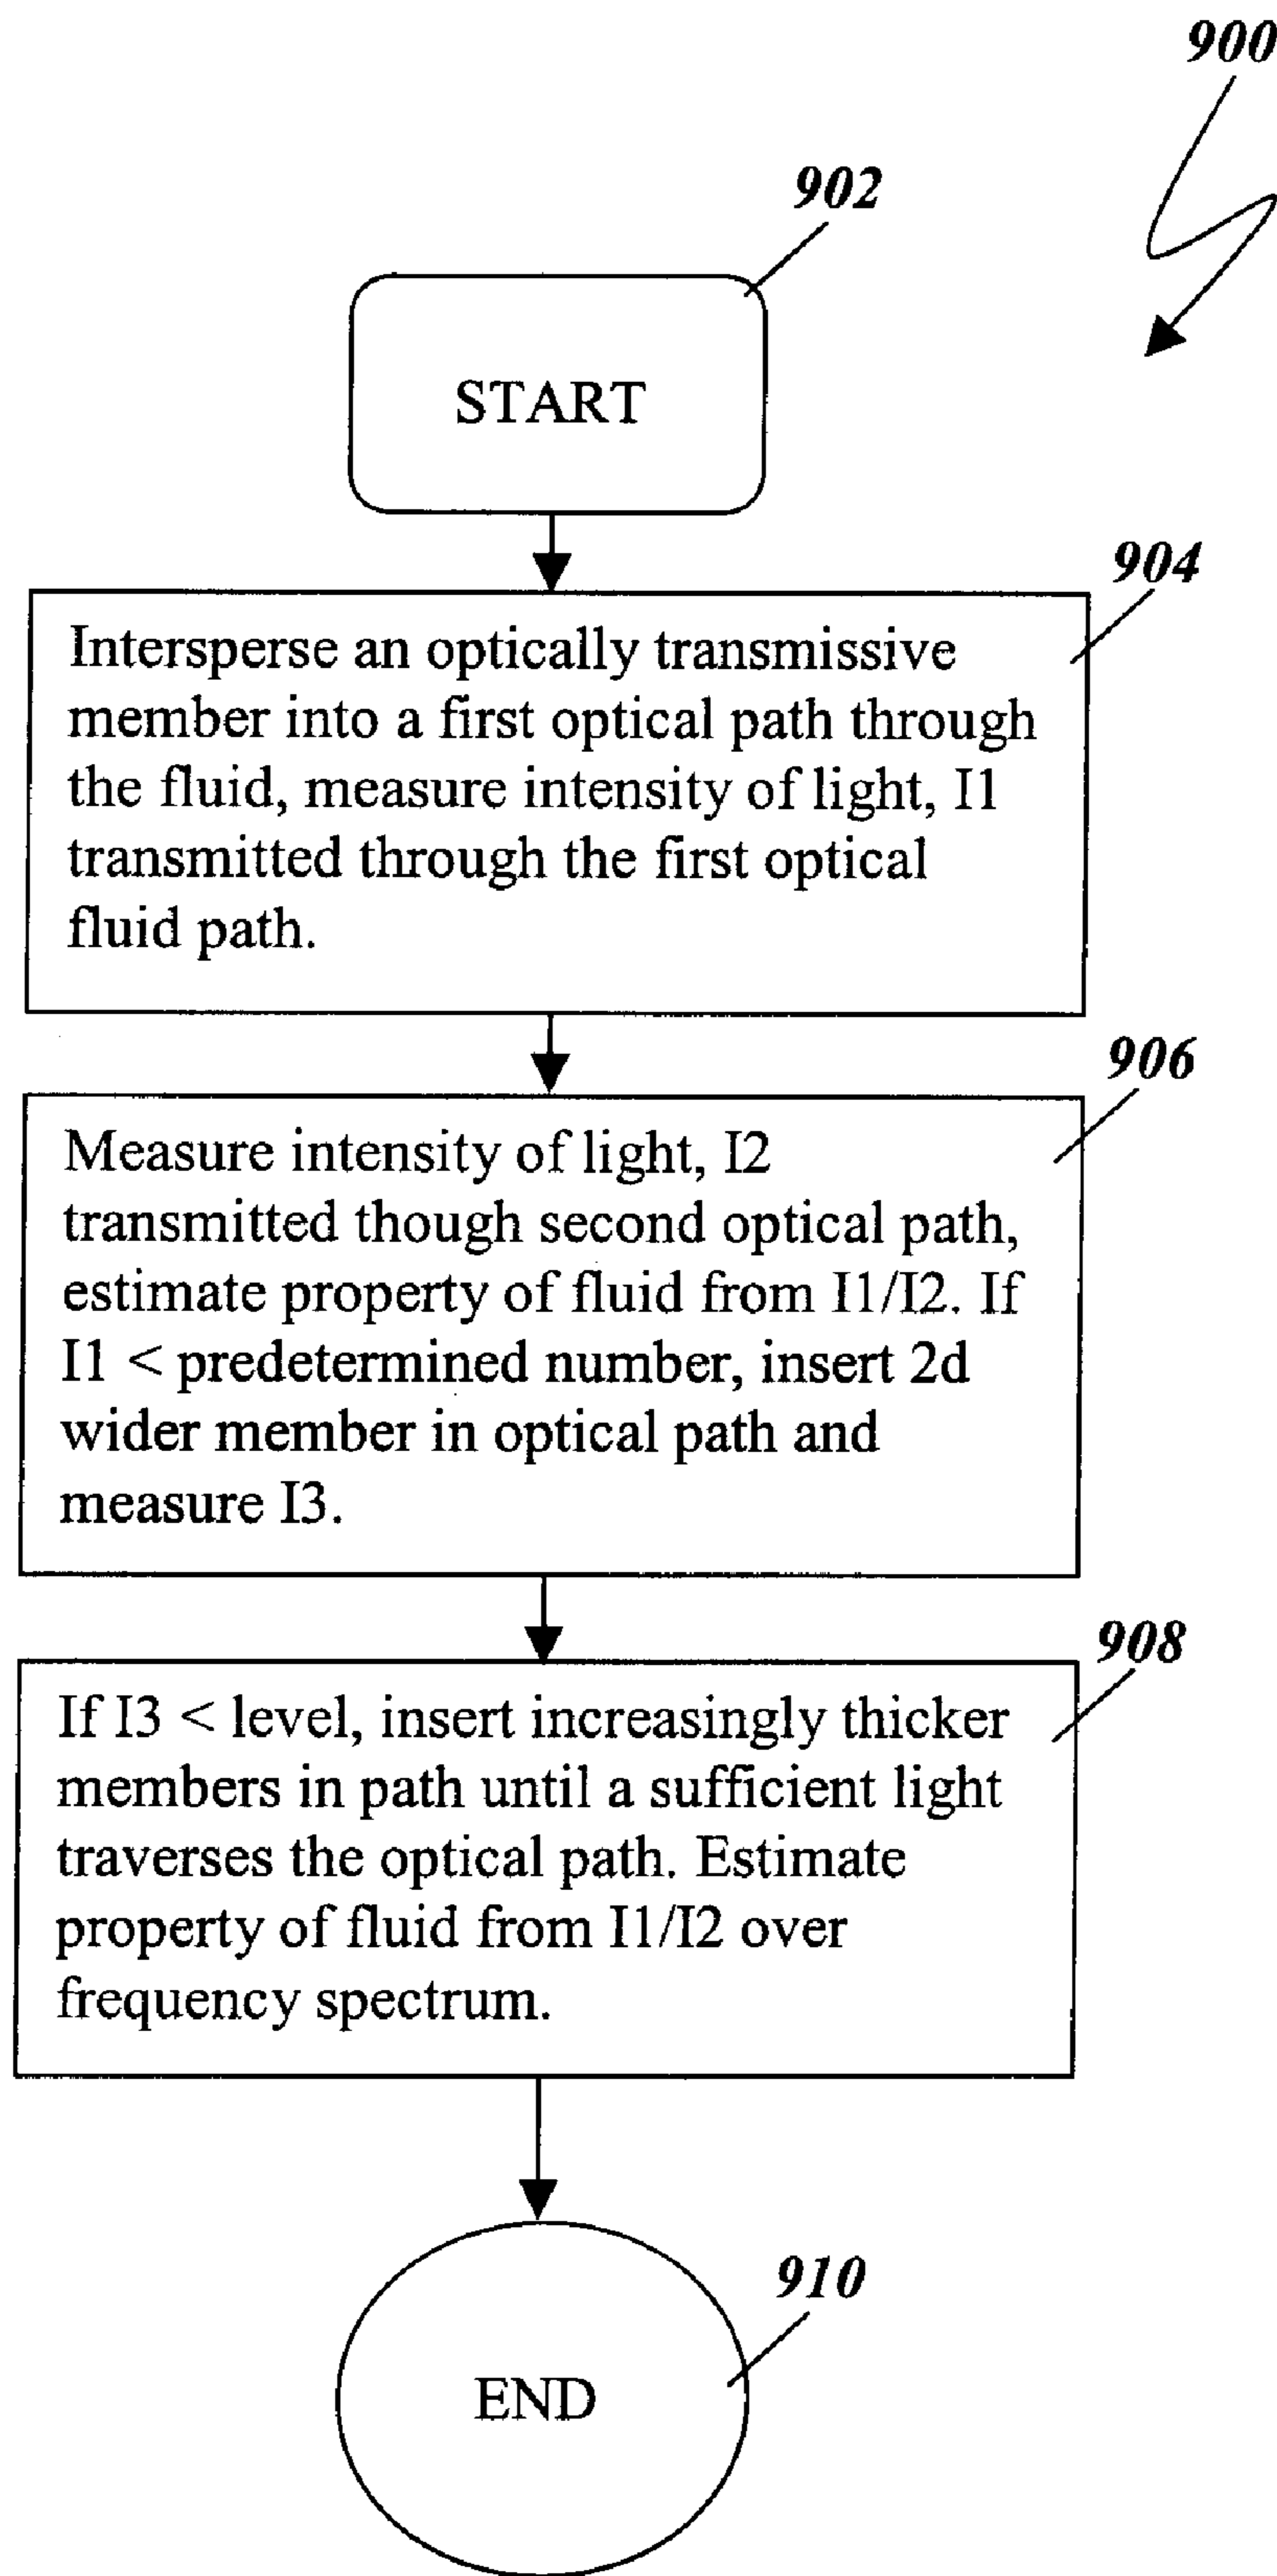 900
902
START
904
Intersperse an optically transmissive
member into a first optical path through
the fluid, measure intensity of light, I1
transmitted through the first optical
fluid path.
906
Measure intensity of light, I2
transmitted though second optical path,
estimate property of fluid from I1/I2. If
I1 < predetermined number, insert 2d
wider member in optical path and
measure I3.
908
If I3 < level, insert increasingly thicker
members in path until a sufficient light
traverses the optical path. Estimate
property of fluid from I1/I2 over
frequency spectrum.
910
END